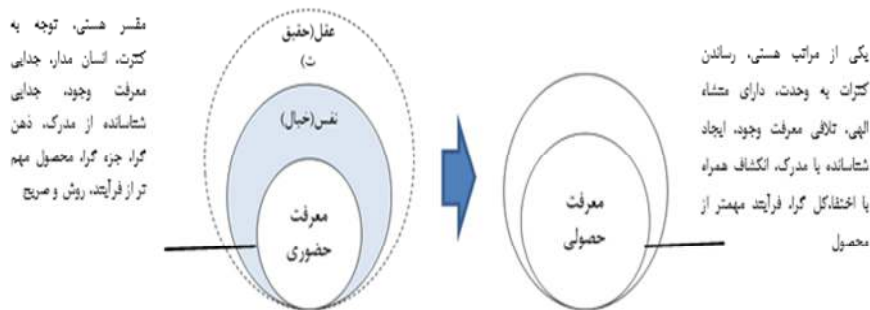 یکی از مراتب هستی، رساندن
کثرات به وحدت، دارای منشاء
الهی، تلاقی معرفت وجود، ایجاد
شناسانده با مدرک، انکشاف همراه
با اختفا،کل گرا، فرآیند مهمتر از
محصول
معرفت
حصولی
عقل(حقیق
ت)
نفس(خیال)
معرفت
حضوری
مفسر هستی، توجه به
کثرت، انسان مدار، جدایی
معرفت وجود، جدایی
شناسانده از مدرک، ذهن
گرا، جزء گرا، محصول مهم
تر از فرآیند، روش و صریح